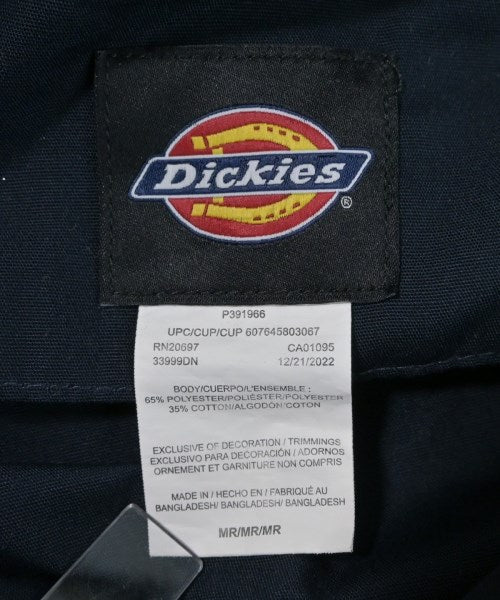 Dickies
®
P391966
UPC/CUP/CUP 607645803067
RN20697 CA01095
33999DN 12/21/2022
BODY/CUERPO/L'ENSEMBLE :
65% POLYESTER/POLIÉSTER/POLYESTER
35% COTTON/ALGODÓN/COTON
EXCLUSIVE OF DECORATION / TRIMMINGS
EXCLUSIVO PARA DECORACIÓN / ADORNOS
ORNEMENT ET GARNITURE NON COMPRIS
MADE IN / HECHO EN / FABRIQUÉ AU
BANGLADESH/ BANGLADESH/ BANGLADESH
MR/MR/MR